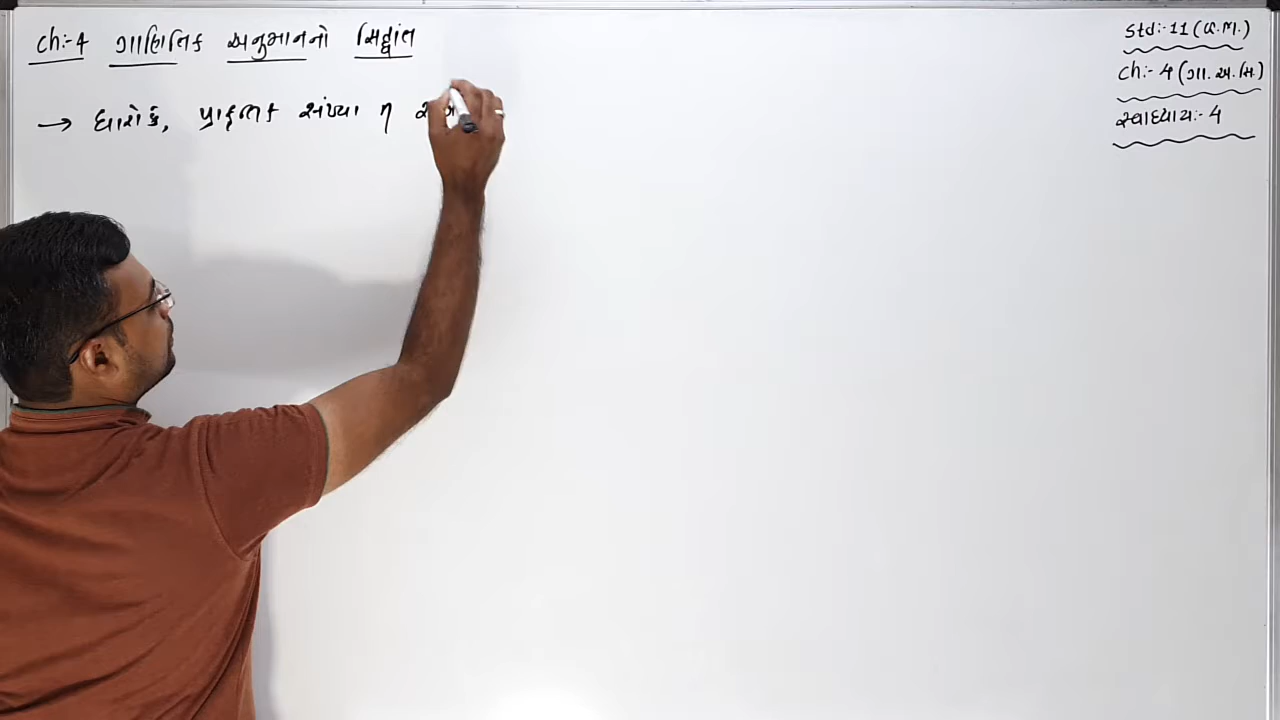 Ch:- 4 ગાણિતિક અનુમાનનો સિદ્ધાંત
→ ધારોકે, પ્રાકૃતિક સંખ્યા n
Std:- 11 (G.M.)
Ch:- 4 (ગા. અ. સિ.)
સ્વાધ્યાય:- 4